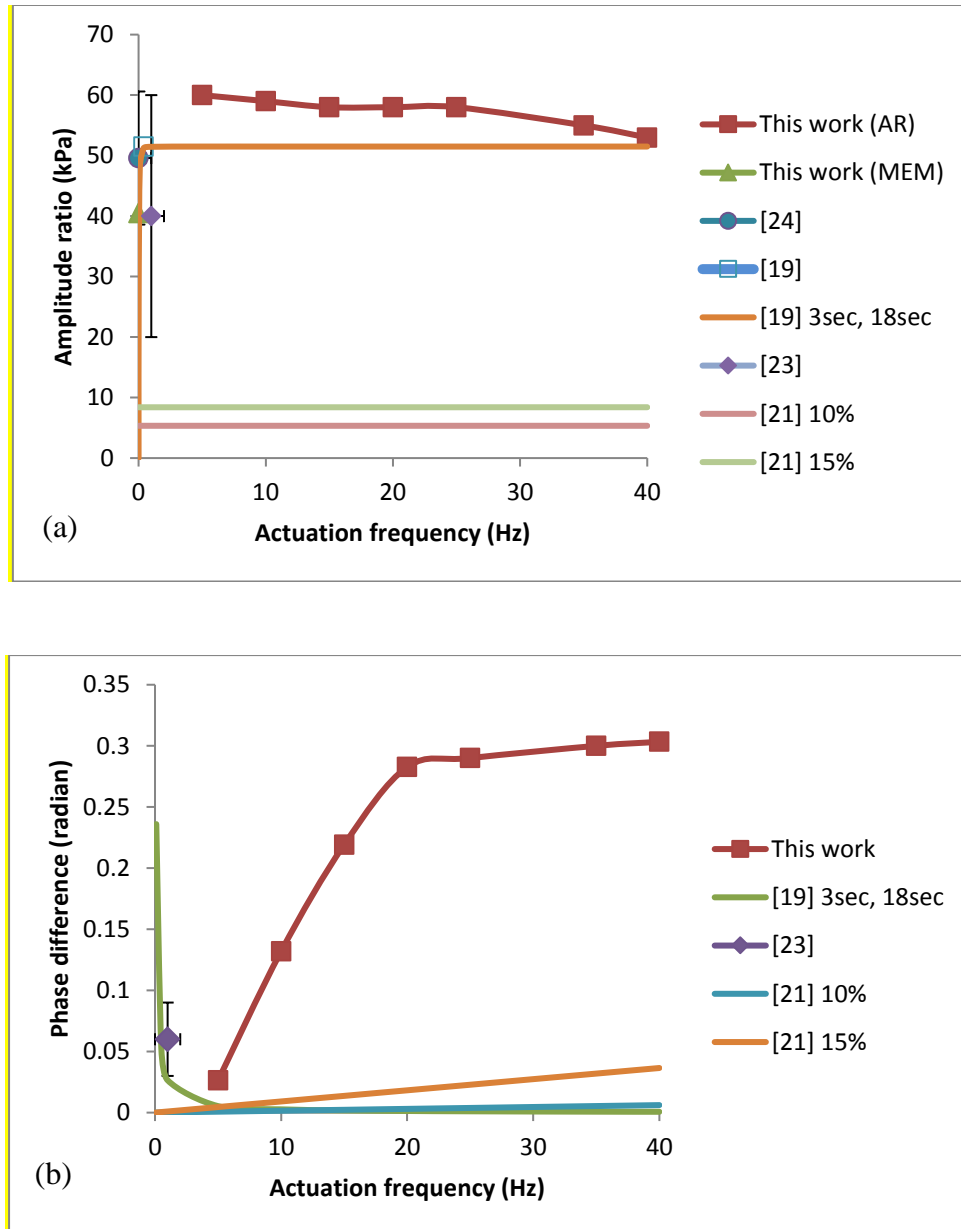 70
60
50
40
30
20
10
0
Amplitude ratio (kPa)
0 10 20 30 40
Actuation frequency (Hz)
(a)
This work (AR)
This work (MEM)
[24]
[19]
[19] 3sec, 18sec
[23]
[21] 10%
[21] 15%
0.35
0.3
0.25
0.2
0.15
0.1
0.05
0
Phase difference (radian)
0 10 20 30 40
Actuation frequency (Hz)
(b)
This work
[19] 3sec, 18sec
[23]
[21] 10%
[21] 15%